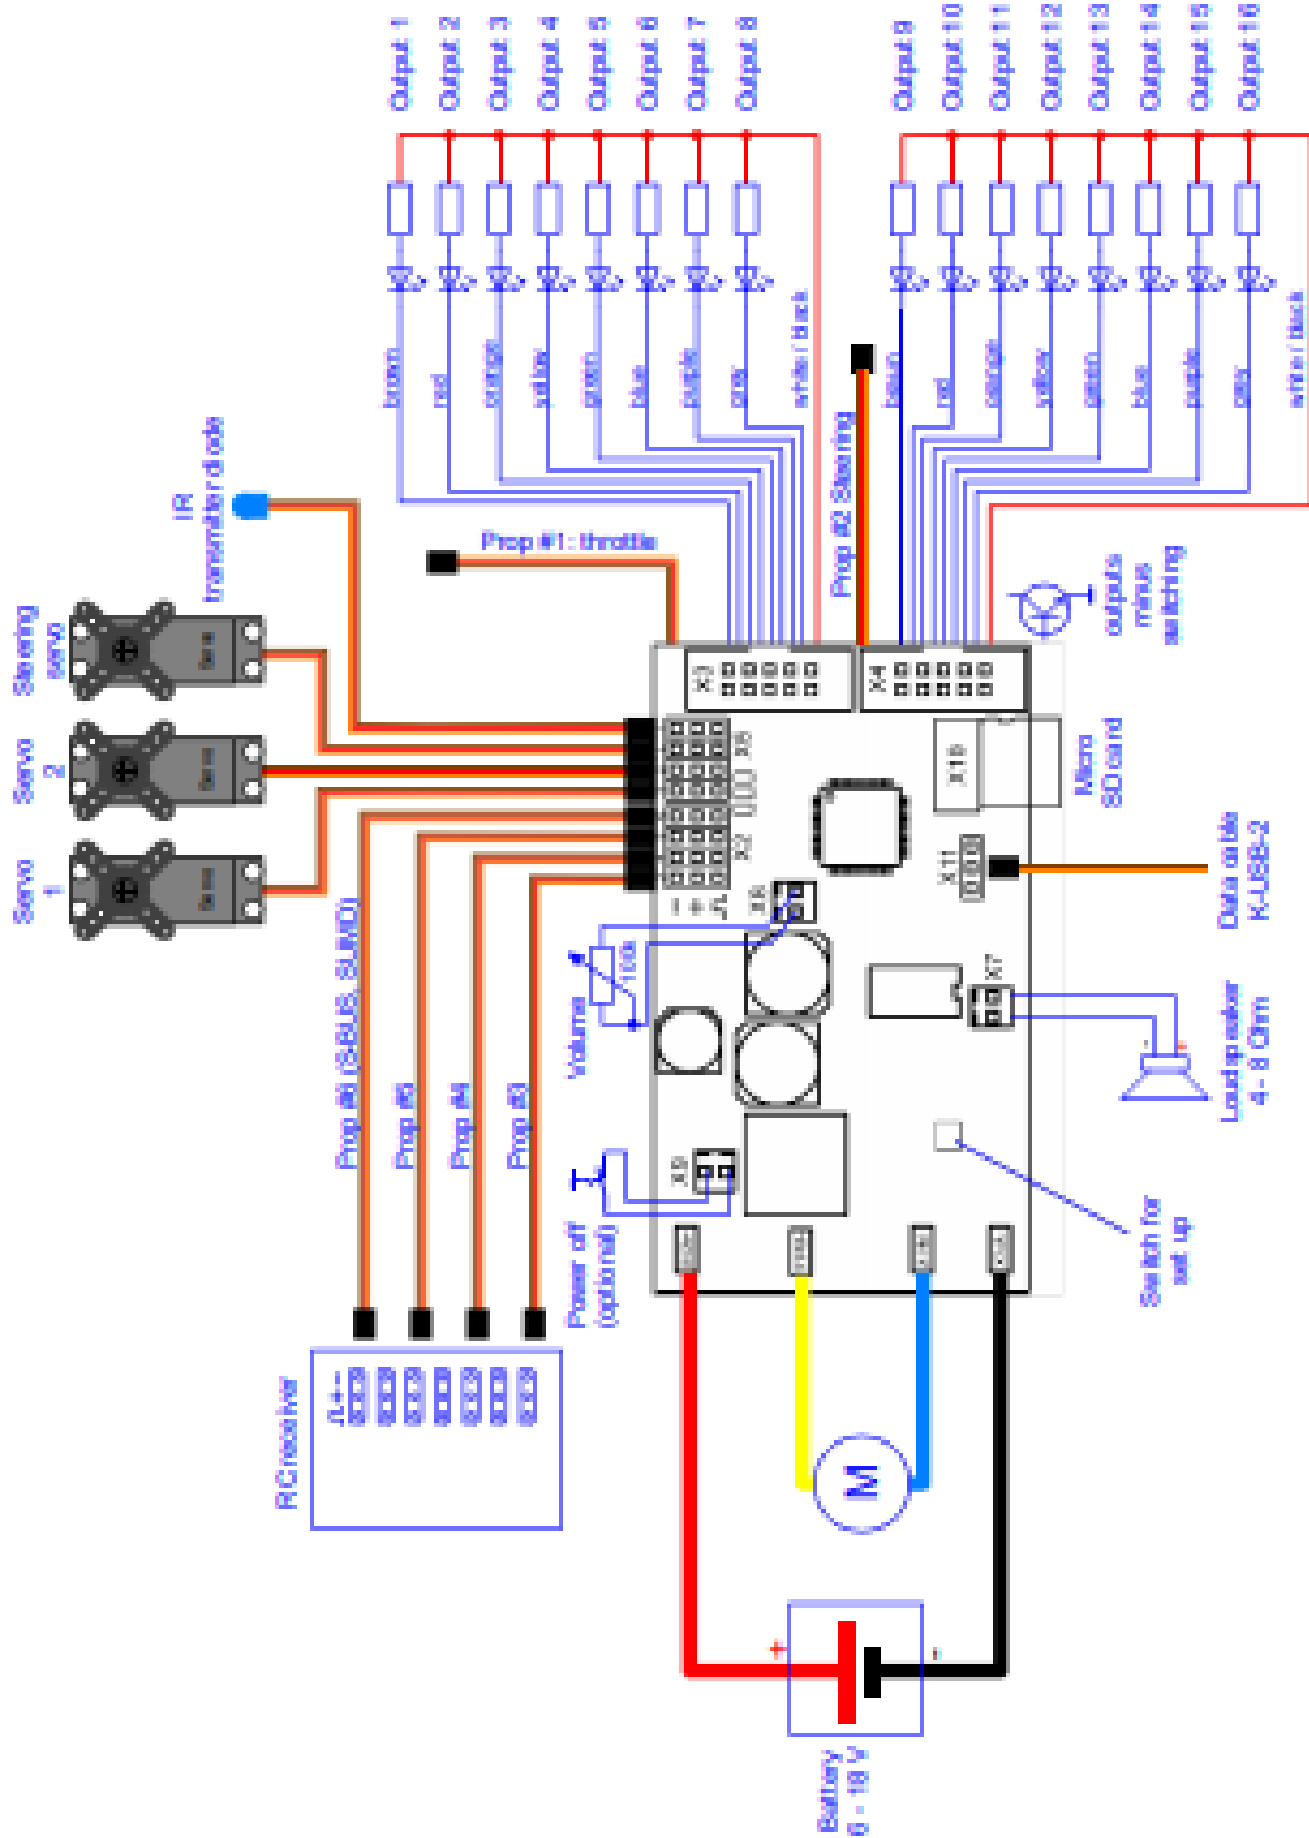 Servo
1
Servo
2
Steering
servo
IR
transmitter diode
Output 1
Output 2
Output 3
Output 4
Output 5
Output 6
Output 7
Output 8
Output 9
Output 10
Output 11
Output 12
Output 13
Output 14
Output 15
Output 16
brown
red
orange
yellow
green
blue
purple
grey
white / black
brown
red
orange
yellow
green
blue
purple
grey
white / black
Prop #1: throttle
Prop #2 Steering
RC receiver
Prop #6 (S-BUS, SUMD)
Prop #5
Prop #4
Prop #3
Volume
100k
Power off
(optional)
X9
X2
X3
X4
X11
X7
- +
outputs
minus
switching
Micro
SD card
Data cable
K-USB-2
Loudspeaker
4 - 8 Ohm
- +
Switch for
set up
M
+
-
Battery
6 - 18 V